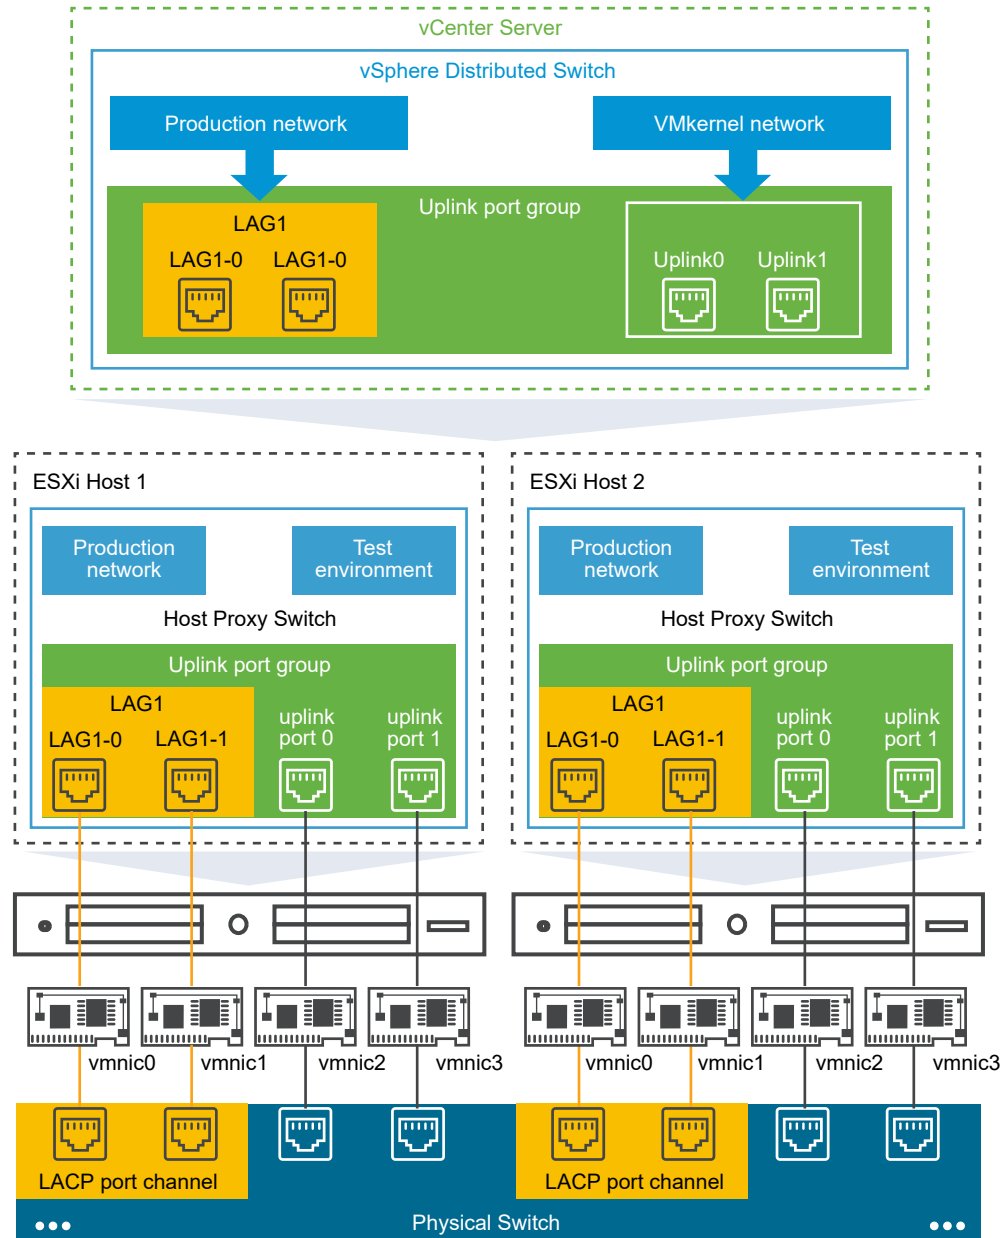 vCenter Server
vSphere Distributed Switch
Production network
VMkernel network
Uplink port group
LAG1
LAG1-0 LAG1-0
Uplink0 Uplink1
ESXi Host 1
Production
network
Test
environment
Host Proxy Switch
Uplink port group
LAG1
LAG1-0 LAG1-1
uplink
port 0
uplink
port 1
ESXi Host 2
Production
network
Test
environment
Host Proxy Switch
Uplink port group
LAG1
LAG1-0 LAG1-1
uplink
port 0
uplink
port 1
vmnic0 vmnic1 vmnic2 vmnic3
vmnic0 vmnic1 vmnic2 vmnic3
LACP port channel
LACP port channel
Physical Switch